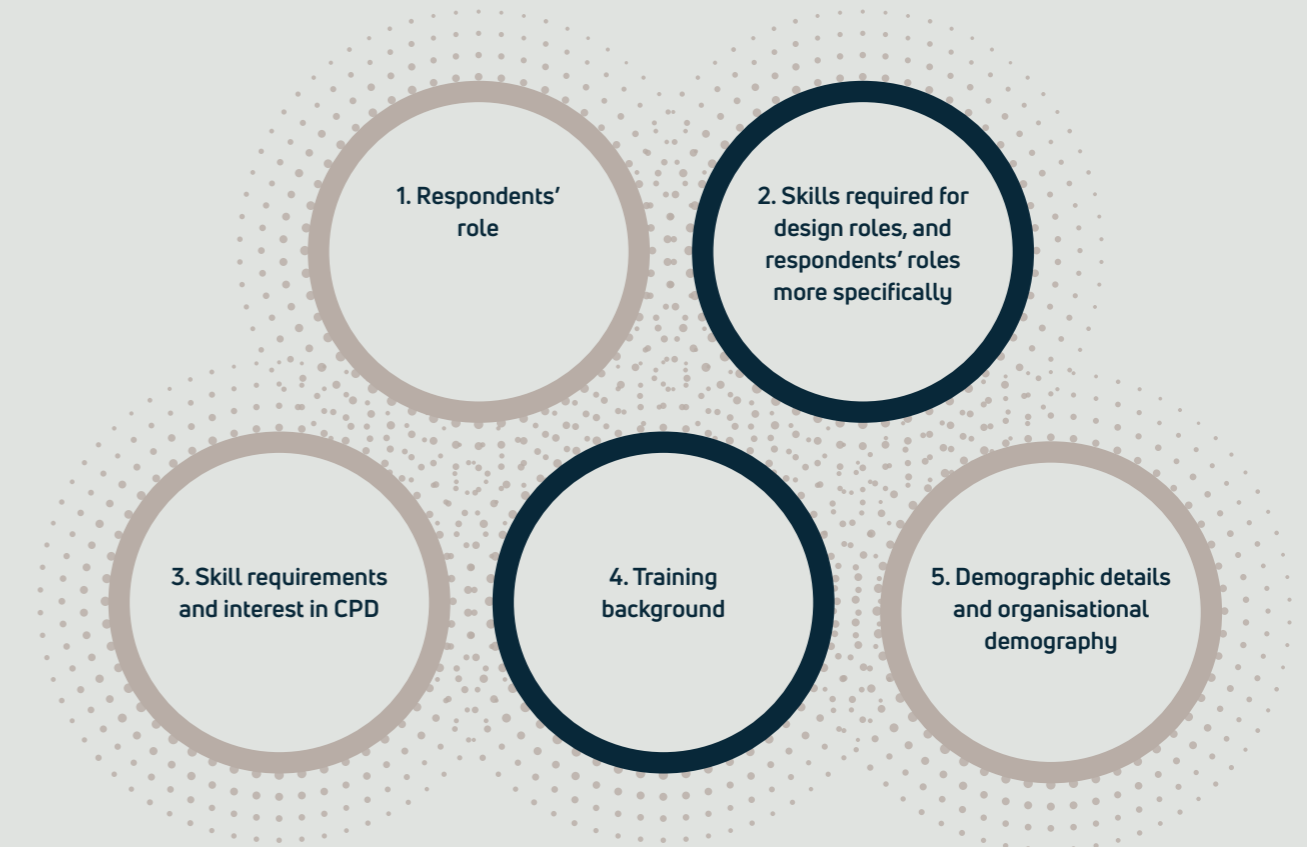 1. Respondents’
role
2. Skills required for
design roles, and
respondents’ roles
more specifically
3. Skill requirements
and interest in CPD
4. Training
background
5. Demographic details
and organisational
demography